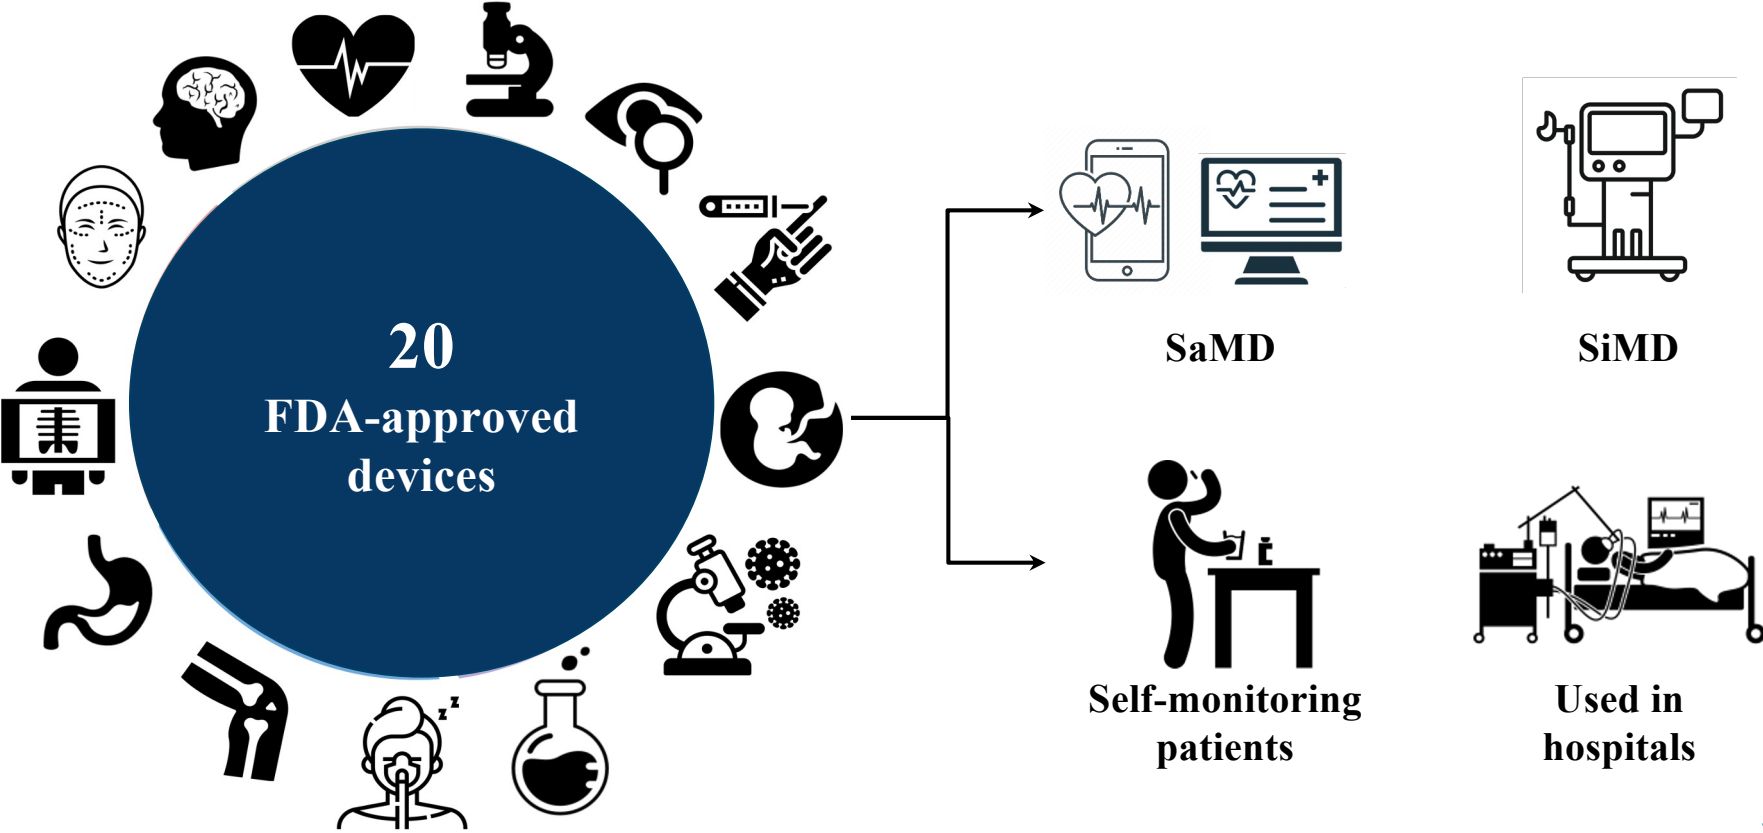 20
FDA-approved
devices
SaMD
SiMD
Self-monitoring
patients
Used in
hospitals
z z